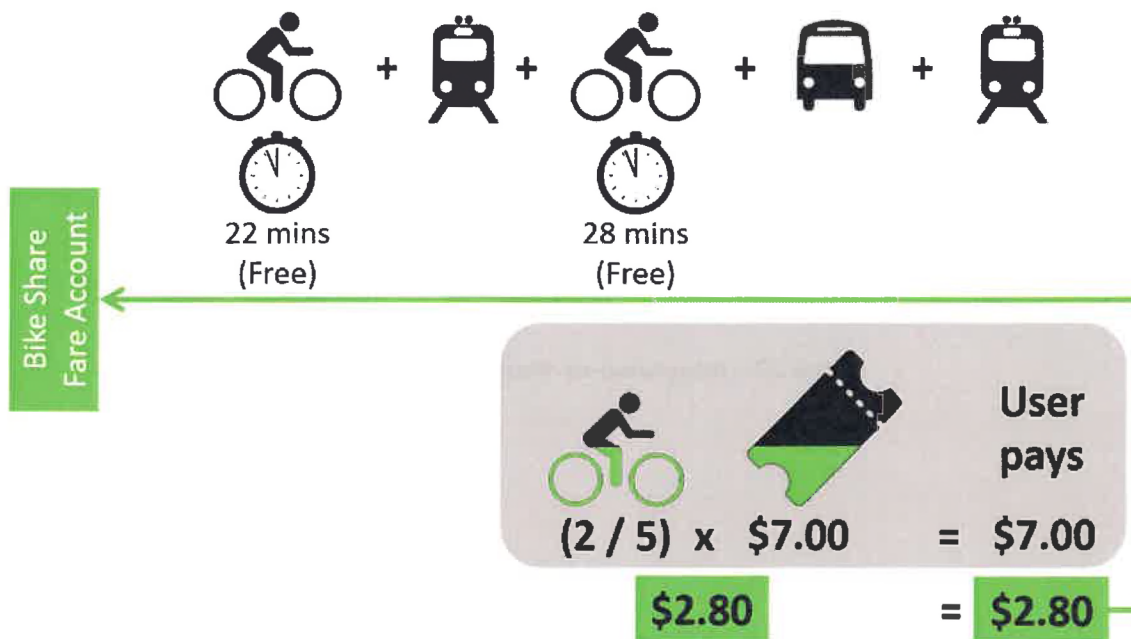 + + + +
22 mins
(Free)
28 mins
(Free)
Bike Share
Fare Account
User
pays
(2 / 5) x $7.00 = $7.00
$2.80 = $2.80